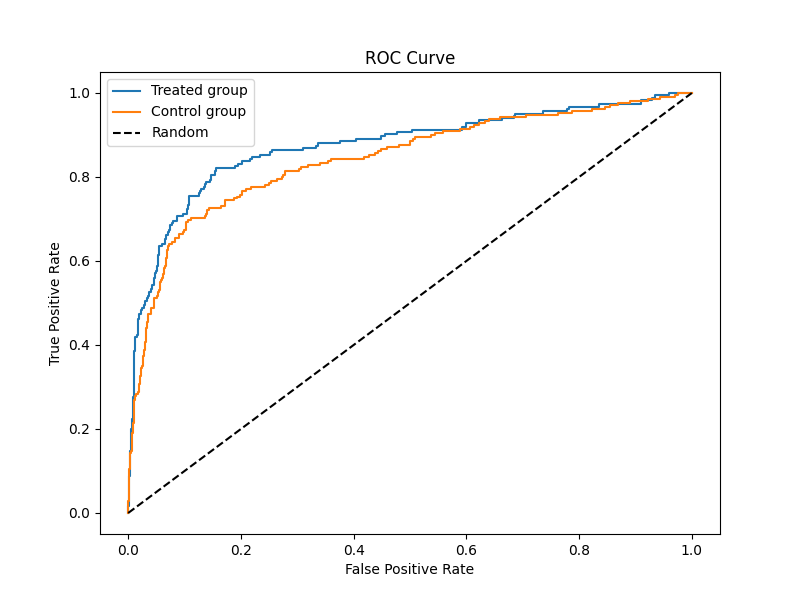 ROC Curve
Treated group
Control group
Random
True Positive Rate
1.0
0.8
0.6
0.4
0.2
0.0
0.0 0.2 0.4 0.6 0.8 1.0
False Positive Rate